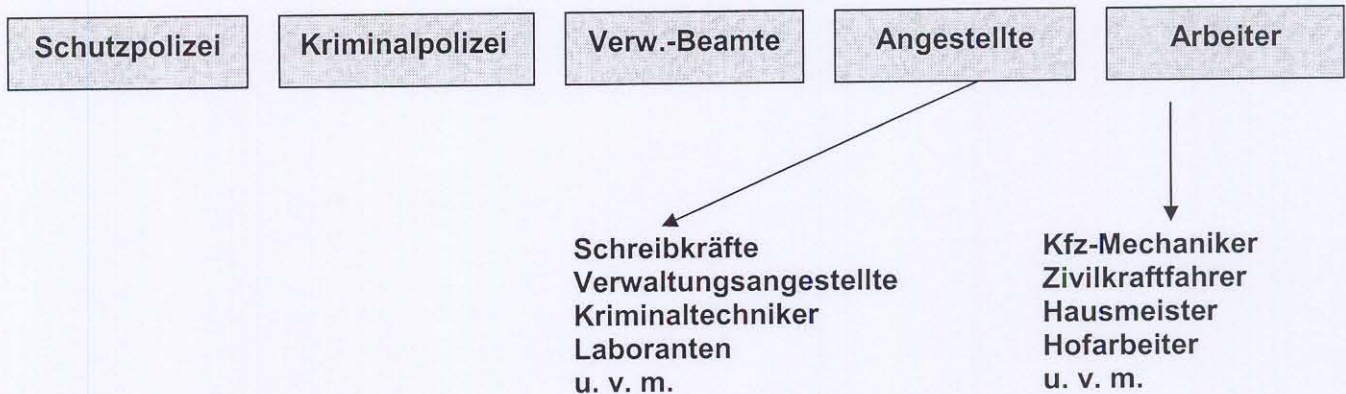 Schutzpolizei
Kriminalpolizei
Verw.-Beamte
Angestellte
Arbeiter
Schreibkräfte
Verwaltungsangestellte
Kriminaltechniker
Laboranten
u. v. m.
Kfz-Mechaniker
Zivilkraftfahrer
Hausmeister
Hofarbeiter
u. v. m.